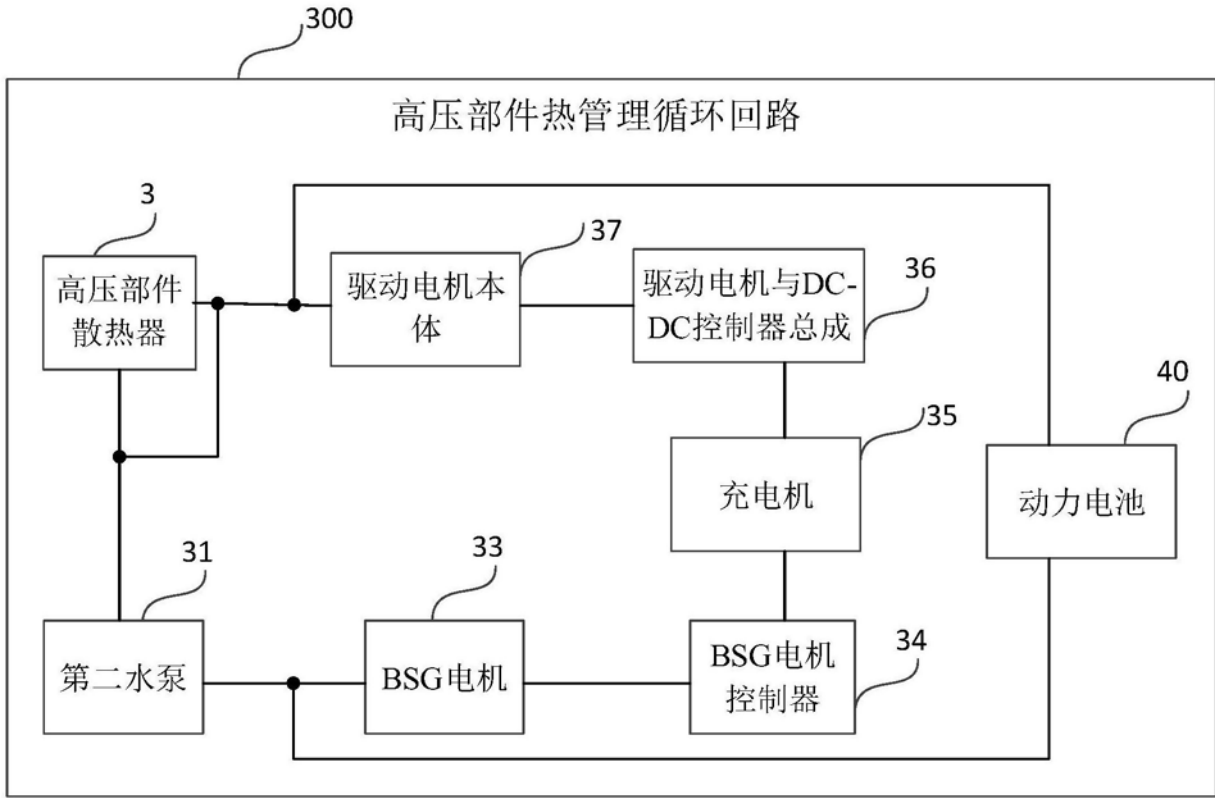 300
高压部件热管理循环回路
3
高压部件
散热器
37
驱动电机本
体
36
驱动电机与DC-
DC控制器总成
35
充电机
40
动力电池
31
第二水泵
33
BSG电机
34
BSG电机
控制器